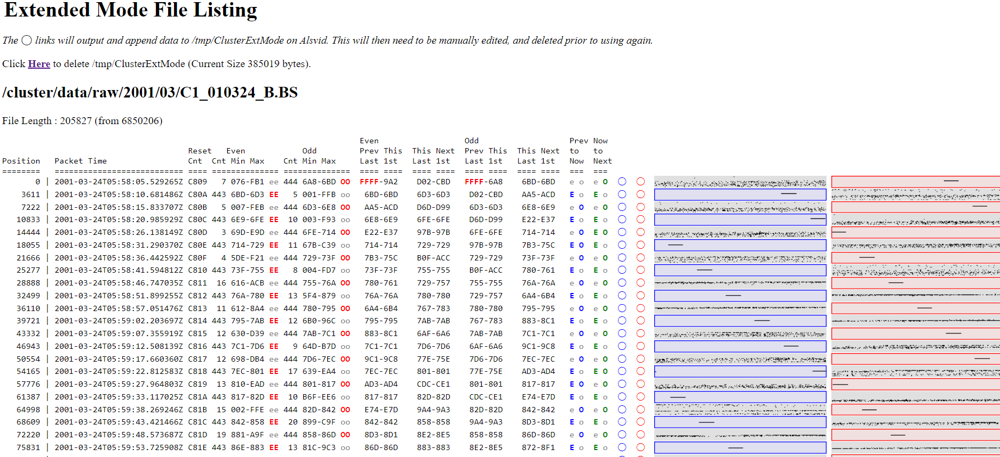 Extended Mode File Listing
The ◯ links will output and append data to /tmp/ClusterExtMode on Alsvid. This will then need to be manually edited, and deleted prior to using again.
Click Here to delete /tmp/ClusterExtMode (Current Size 385019 bytes).
/cluster/data/raw/2001/03/C1_010324_B.BS
File Length : 205827 (from 6850206)
Even Odd Prev Now
Reset Even Odd Prev This This Next Prev This This Next to to
Position Packet Time Cnt Cnt Min Max Cnt Min Max Last 1st Last 1st Last 1st Last 1st Now Next
======== =========================== ==== ============== ============== ==== ==== ==== ==== ==== ==== ==== ==== === ===
0 | 2001-03-24T05:58:05.529265Z C809 7 076-FB1 ee 444 6A8-6BD OO FFFF-9A2 D02-CBD FFFF-6A8 6BD-6BD e o e O ◯ ◯
3611 | 2001-03-24T05:58:10.681486Z C80A 443 6BD-6D3 EE 5 001-FFB oo 6BD-6BD 6D3-6D3 D02-CBD AA5-ACD E o E o ◯ ◯
7222 | 2001-03-24T05:58:15.833707Z C80B 5 007-FEB ee 444 6D3-6E8 OO AA5-ACD D6D-D99 6D3-6D3 6E8-6E9 e O e O ◯ ◯
10833 | 2001-03-24T05:58:20.985929Z C80C 443 6E9-6FE EE 10 003-F93 oo 6E8-6E9 6FE-6FE D6D-D99 E22-E37 E o E o ◯ ◯
14444 | 2001-03-24T05:58:26.138149Z C80D 3 69D-E9D ee 444 6FE-714 OO E22-E37 97B-97B 6FE-6FE 714-714 e O E O ◯ ◯
18055 | 2001-03-24T05:58:31.290370Z C80E 443 714-729 EE 11 67B-C39 oo 714-714 729-729 97B-97B 7B3-75C E O E o ◯ ◯
21666 | 2001-03-24T05:58:36.442592Z C80F 4 5DE-F21 ee 444 729-73F OO 7B3-75C B0F-ACC 729-729 73F-73F e O e O ◯ ◯
25277 | 2001-03-24T05:58:41.594812Z C810 443 73F-755 EE 8 004-FD7 oo 73F-73F 755-755 B0F-ACC 780-761 E o E o ◯ ◯
28888 | 2001-03-24T05:58:46.747035Z C811 16 616-ACB ee 444 755-76A OO 780-761 729-757 755-755 76A-76A e O e O ◯ ◯
32499 | 2001-03-24T05:58:51.899255Z C812 443 76A-780 EE 13 5F4-879 oo 76A-76A 780-780 729-757 6A4-6B4 E o E o ◯ ◯
36110 | 2001-03-24T05:58:57.051476Z C813 11 612-8A4 ee 444 780-795 OO 6A4-6B4 767-783 780-780 795-795 e O e O ◯ ◯
39721 | 2001-03-24T05:59:02.203697Z C814 443 795-7AB EE 12 6B0-96C oo 795-795 7AB-7AB 767-783 883-8C1 E o E o ◯ ◯
43332 | 2001-03-24T05:59:07.355919Z C815 12 630-D39 ee 444 7AB-7C1 OO 883-8C1 6AF-6A6 7AB-7AB 7C1-7C1 e O e O ◯ ◯
46943 | 2001-03-24T05:59:12.508139Z C816 443 7C1-7D6 EE 9 64D-B7D oo 7C1-7C1 7D6-7D6 6AF-6A6 9C1-9C8 E o E o ◯ ◯
50554 | 2001-03-24T05:59:17.660360Z C817 12 698-DB4 ee 444 7D6-7EC OO 9C1-9C8 77E-75E 7D6-7D6 7EC-7EC e O e O ◯ ◯
54165 | 2001-03-24T05:59:22.812583Z C818 443 7EC-801 EE 17 639-EA4 oo 7EC-7EC 801-801 77E-75E AD3-AD4 E o E O ◯ ◯
57776 | 2001-03-24T05:59:27.964803Z C819 13 810-EAD ee 444 801-817 OO AD3-AD4 CDC-CE1 801-801 817-817 E O e O ◯ ◯
61387 | 2001-03-24T05:59:33.117025Z C81A 443 817-82D EE 10 B6F-EE6 oo 817-817 82D-82D CDC-CE1 E74-E7D E o E o ◯ ◯
64998 | 2001-03-24T05:59:38.269246Z C81B 15 002-FFE ee 444 82D-842 OO E74-E7D 9A4-9A3 82D-82D 842-842 e O e O ◯ ◯
68609 | 2001-03-24T05:59:43.421466Z C81C 443 842-858 EE 20 899-C9F oo 842-842 858-858 9A4-9A3 8D3-8D1 E o E o ◯ ◯
72220 | 2001-03-24T05:59:48.573687Z C81D 19 881-A9F ee 444 858-86D OO 8D3-8D1 8E2-8E5 858-858 86D-86D e O e O ◯ ◯
75831 | 2001-03-24T05:59:53.725908Z C81E 443 86E-883 EE 13 81C-9C3 oo 86D-86D 883-883 8E2-8E5 872-8F1 E o E o ◯ ◯